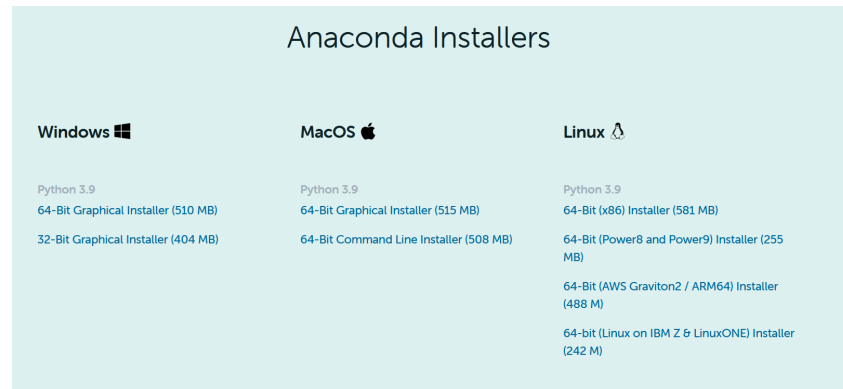 Anaconda Installers
Windows
Python 3.9
64-Bit Graphical Installer (510 MB)
32-Bit Graphical Installer (404 MB)
MacOS
Python 3.9
64-Bit Graphical Installer (515 MB)
64-Bit Command Line Installer (508 MB)
Linux
Python 3.9
64-Bit (x86) Installer (581 MB)
64-Bit (Power8 and Power9) Installer (255
MB)
64-Bit (AWS Graviton2 / ARM64) Installer
(488 M)
64-bit (Linux on IBM Z & LinuxONE) Installer
(242 M)